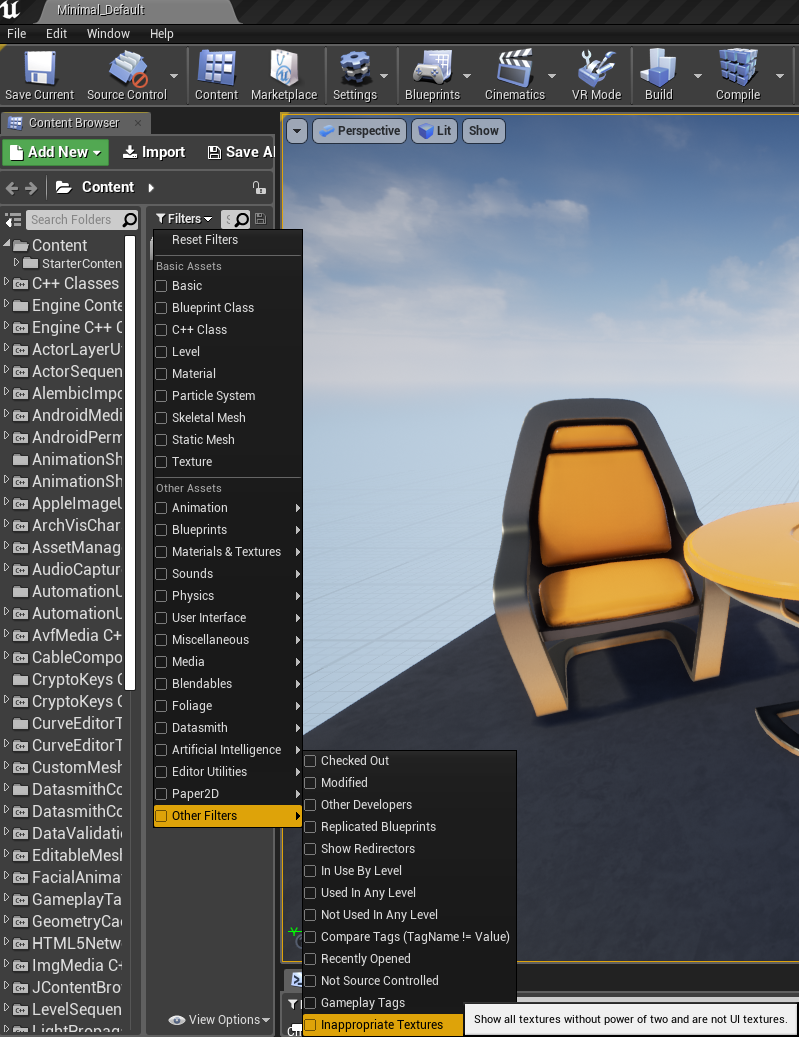 Minimal_Default
File Edit Window Help
Save Current Source Control Content Marketplace Settings Blueprints Cinematics VR Mode Build Compile
Content Browser
Add New Import Save Al
Content
Perspective Lit Show
Search Folders
Filters
Reset Filters
Basic Assets
Basic
Blueprint Class
C++ Class
Level
Material
Particle System
Skeletal Mesh
Static Mesh
Texture
Other Assets
Animation
Blueprints
Materials & Textures
Sounds
Physics
User Interface
Miscellaneous
Media
Blendables
Foliage
Datasmith
Artificial Intelligence
Editor Utilities
Paper2D
Other Filters
Checked Out
Modified
Other Developers
Replicated Blueprints
Show Redirectors
In Use By Level
Used In Any Level
Not Used In Any Level
Compare Tags (TagName != Value)
Recently Opened
Not Source Controlled
Gameplay Tags
Inappropriate Textures
Show all textures without power of two and are not UI textures.
Content
StarterConten
C++ Classes
Engine Conte
Engine C++ C
ActorLayerU
ActorSequen
AlembicImpo
AndroidMedi
AndroidPerm
AnimationSh
AnimationSh
AppleImageU
ArchVisChar
AssetManag
AudioCaptur
AutomationU
AutomationU
AvfMedia C+
CableCompo
CryptoKeys C
CryptoKeys C
CurveEditorT
CurveEditorT
CustomMesh
DatasmithCo
DatasmithCo
DataValidati
EditableMesh
FacialAnima
GameplayTa
GeometryCa
HTML5Netw
ImgMedia C+
JContentBro
LevelSequen
LightPropag
View Options
Y